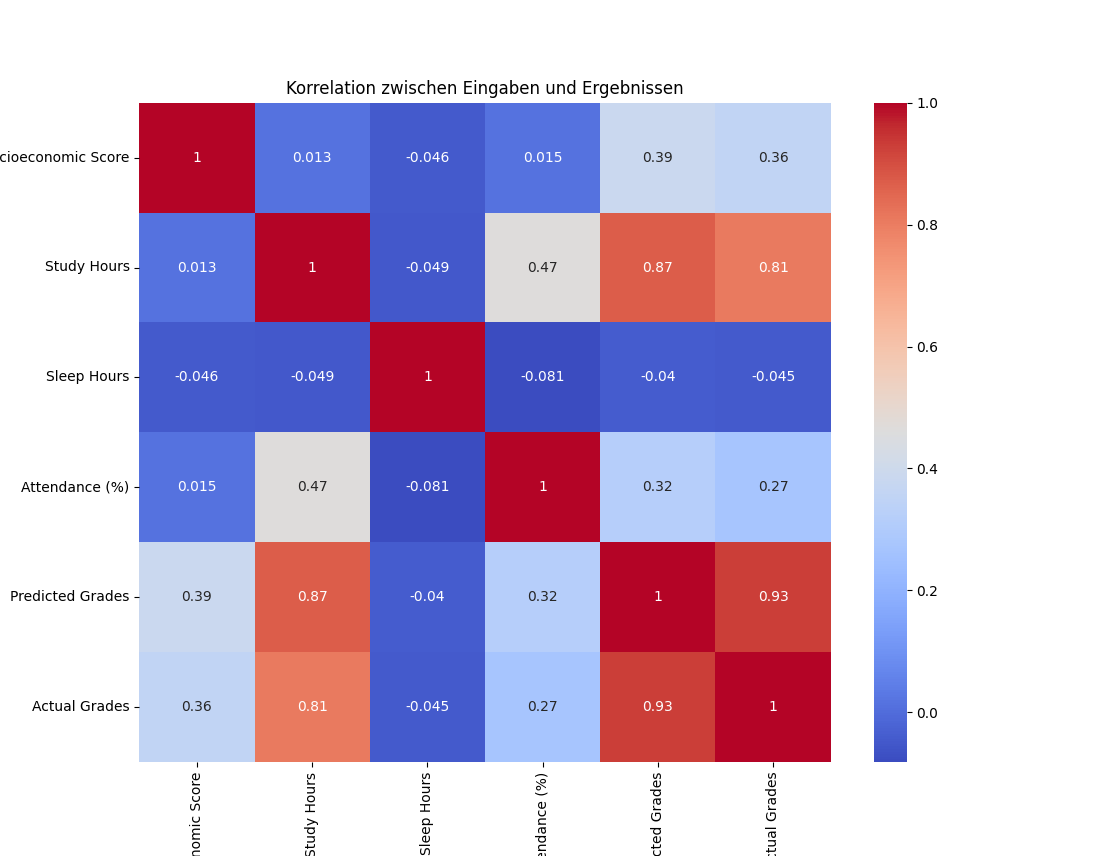 Korrelation zwischen Eingaben und Ergebnissen
cioeconomic Score
1 0.013 -0.046 0.015 0.39 0.36
Study Hours
0.013 1 -0.049 0.47 0.87 0.81
Sleep Hours
-0.046 -0.049 1 -0.081 -0.04 -0.045
Attendance (%)
0.015 0.47 -0.081 1 0.32 0.27
Predicted Grades
0.39 0.87 -0.04 0.32 1 0.93
Actual Grades
0.36 0.81 -0.045 0.27 0.93 1
nomic Score
Study Hours
Sleep Hours
endance (%)
cted Grades
ctual Grades
1.0
0.8
0.6
0.4
0.2
0.0